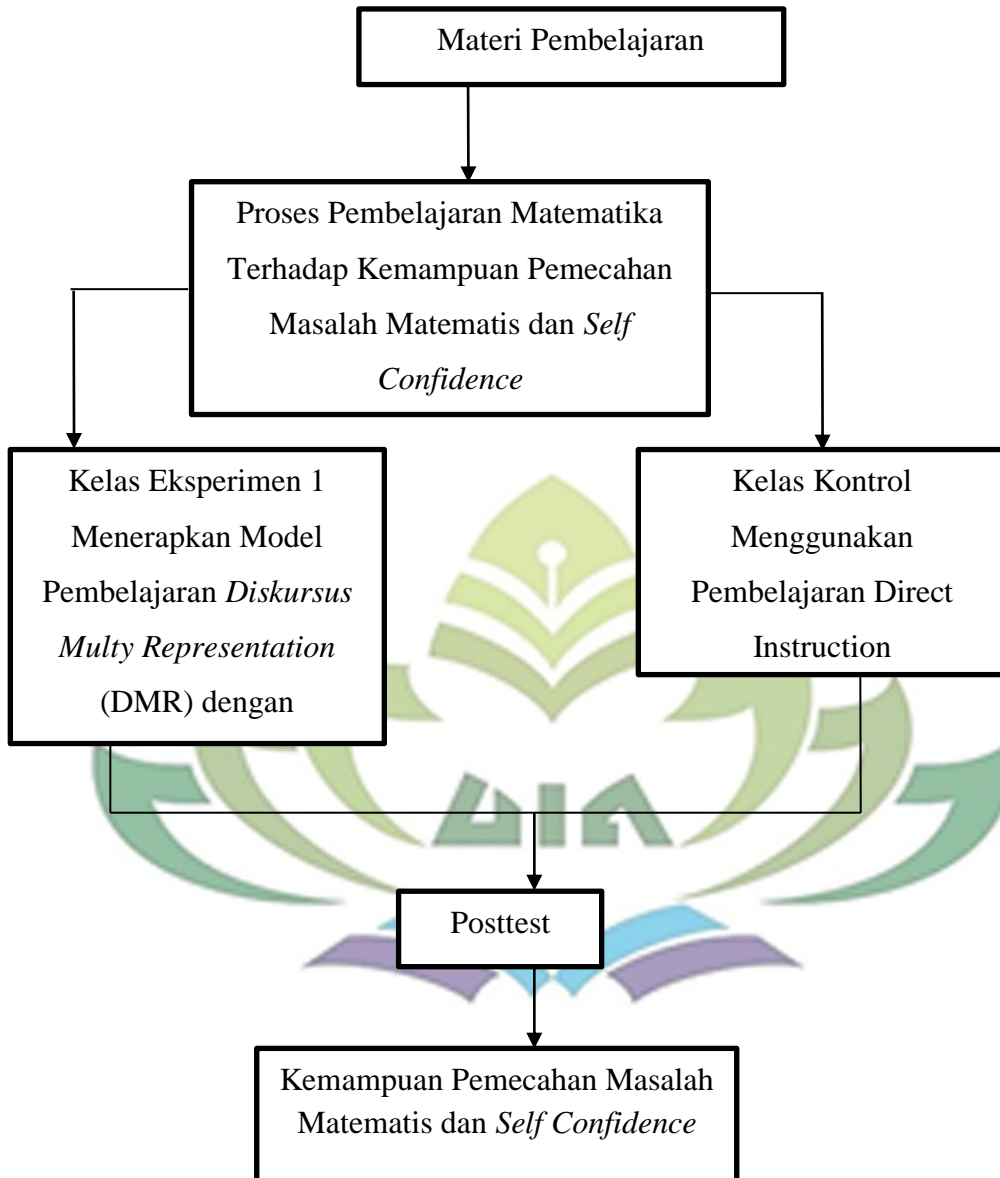 Materi Pembelajaran
Proses Pembelajaran Matematika
Terhadap Kemampuan Pemecahan
Masalah Matematis dan Self
Confidence
Kelas Eksperimen 1
Menerapkan Model
Pembelajaran Diskursus
Multy Representation
(DMR) dengan
Kelas Kontrol
Menggunakan
Pembelajaran Direct
Instruction
UIN
Posttest
Kemampuan Pemecahan Masalah
Matematis dan Self Confidence